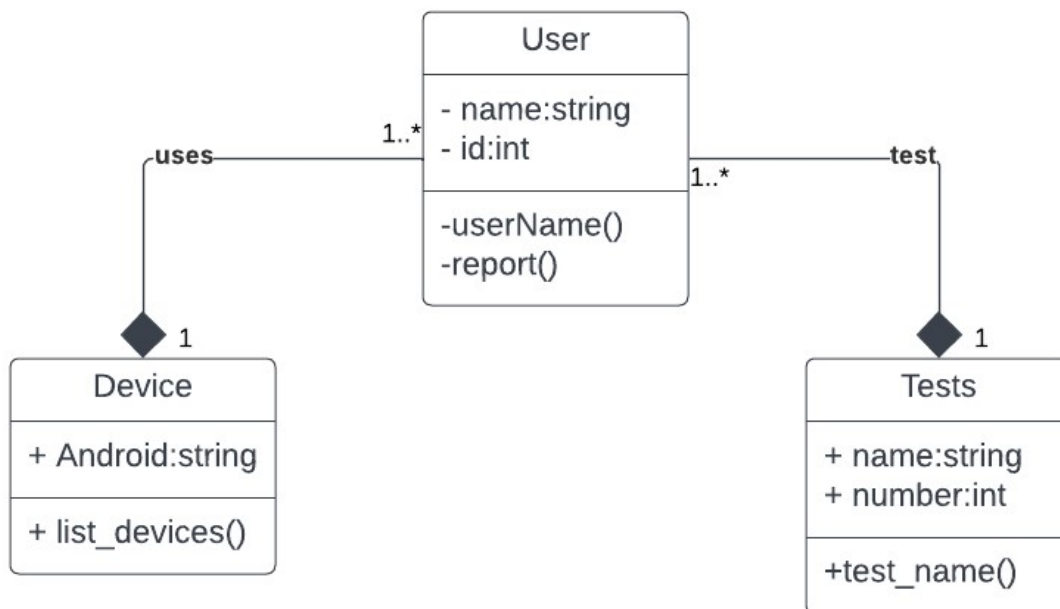 User
- name:string
- id:int
-userName()
-report()
1..*
uses
1
1..*
test
1
Device
+ Android:string
+ list_devices()
Tests
+ name:string
+ number:int
+test_name()